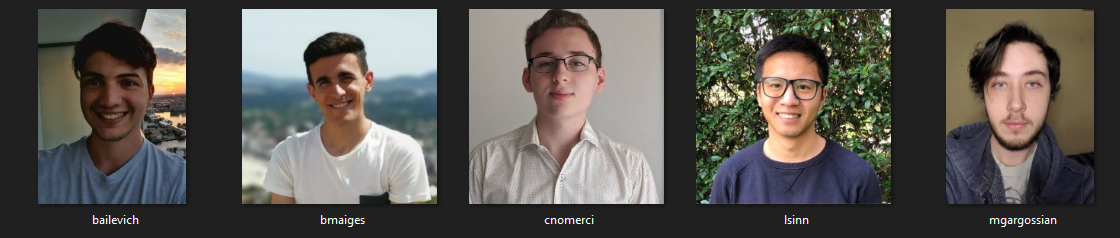 bailevich
bmaiges
cnomerci
lsinn
mgargossian